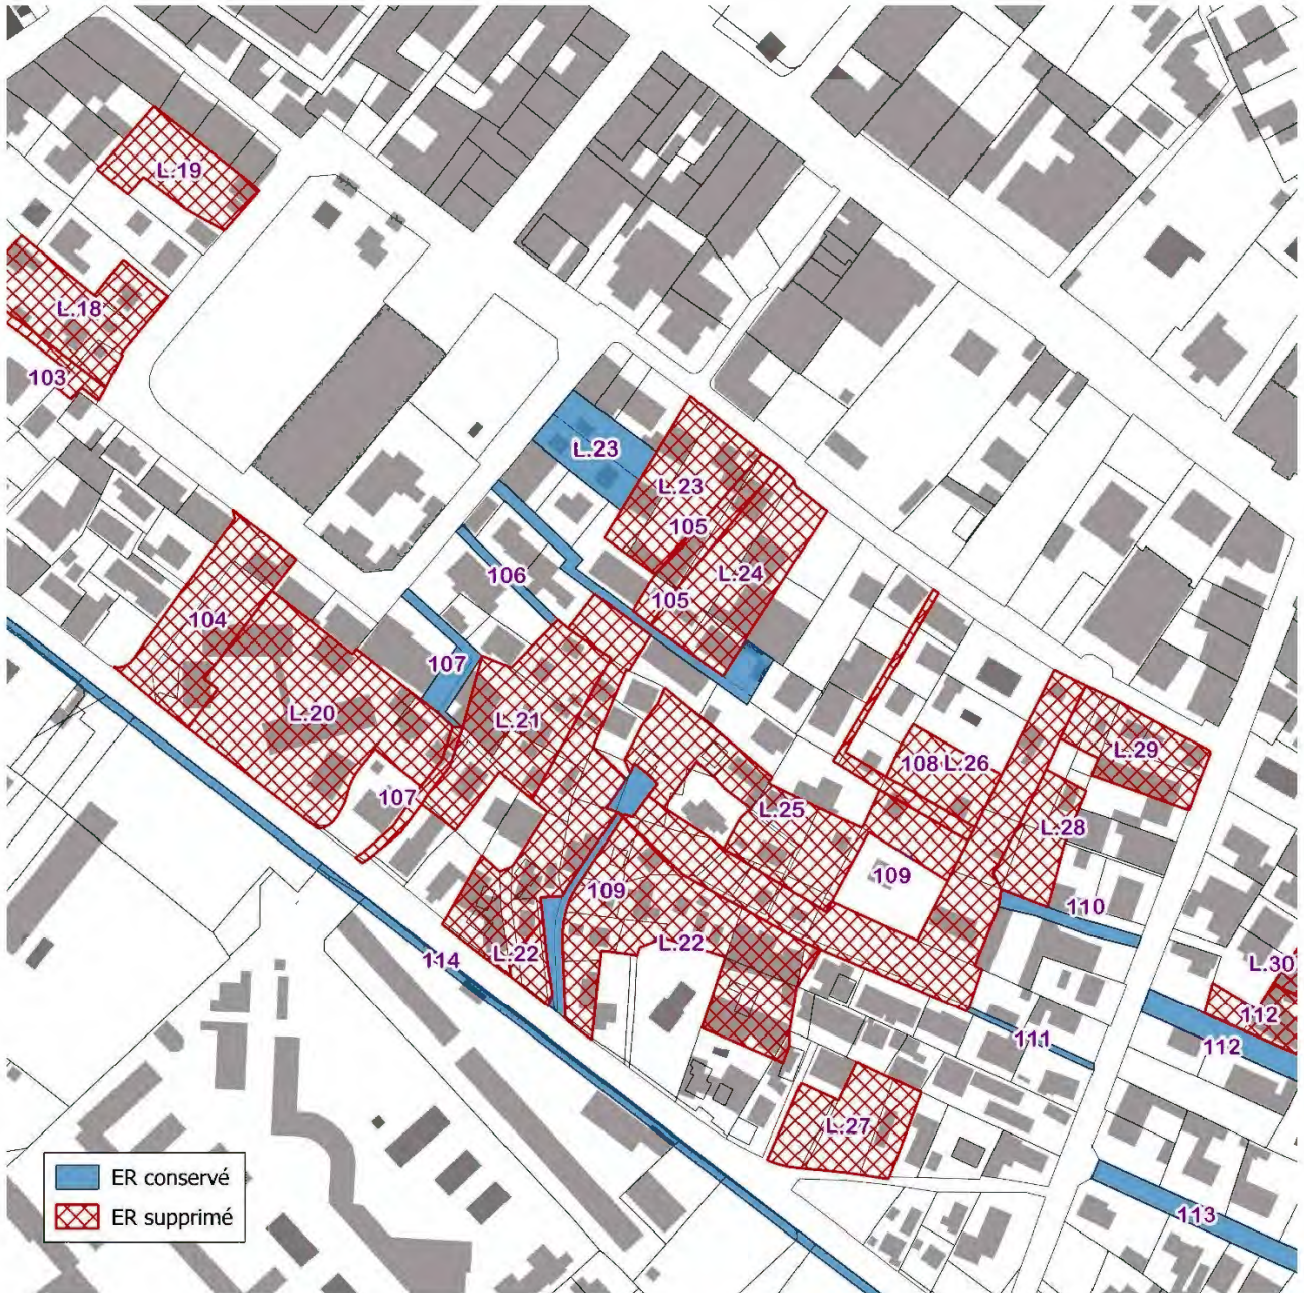 L.19
L.18
103
L.23
L.23
105
106
L.24
105
104
107
L.21
L.20
L.29
108 L.26
107
L.25
L.28
109
109
110
L.22
L.22
114
L.30
112
111
112
L.27
ER conservé
113
ER supprimé